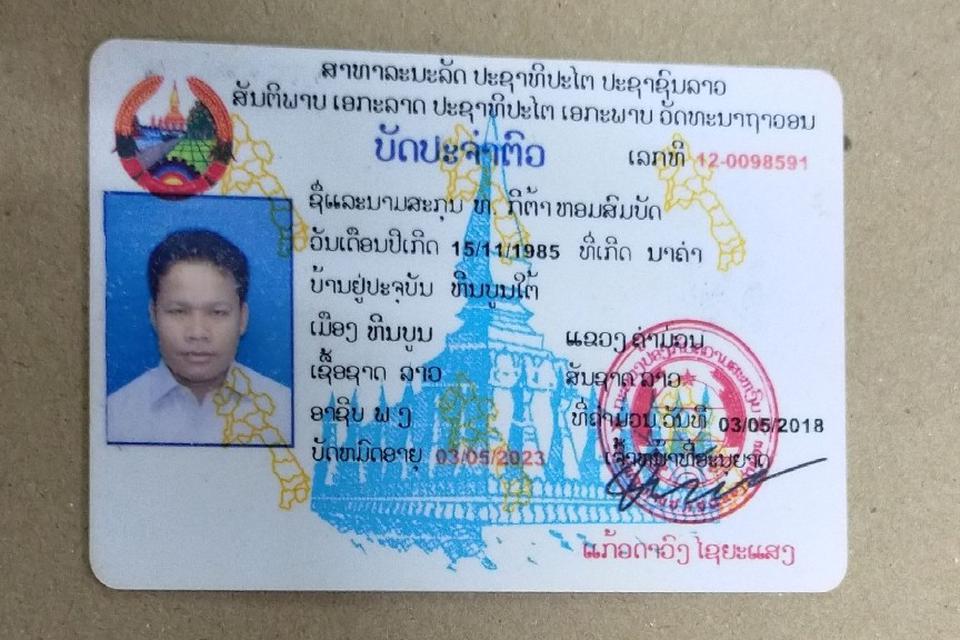 ສາທາລະນະລັດ ປະຊາທິປະໄຕ ປະຊາຊົນລາວ
ສັນຕິພາບ ເອກະລາດ ປະຊາທິປະໄຕ ເອກະພາບ ວັດທະນາຖາວອນ
ບັດປະຈຳຕົວ ເລກທີ 12-0098591
ຊື່ແລະນາມສະກຸນ ທ. ກີຕ້າ ຫອມສົມບັດ
ວັນເດືອນປີເກີດ 15/11/1985 ທີ່ເກີດ ນາຄຳ
ບ້ານຢູ່ປະຈຸບັນ ຫີນບູນໃຕ້
ເມືອງ ຫີນບູນ ແຂວງ ຄຳມ່ວນ
ເຊື້ອຊາດ ລາວ ສັນຊາດ ລາວ
ອາຊີບ ພ ງ ທີ່ຄຳມວນ ວັນທີ 03/05/2018
ບັດຫມົດອາຍຸ 03/05/2023 ເຈົ້າຫນ້າທີ່ອະນຸຍາດ
ແກ້ວດາວົງ ໄຊຍະແສງ